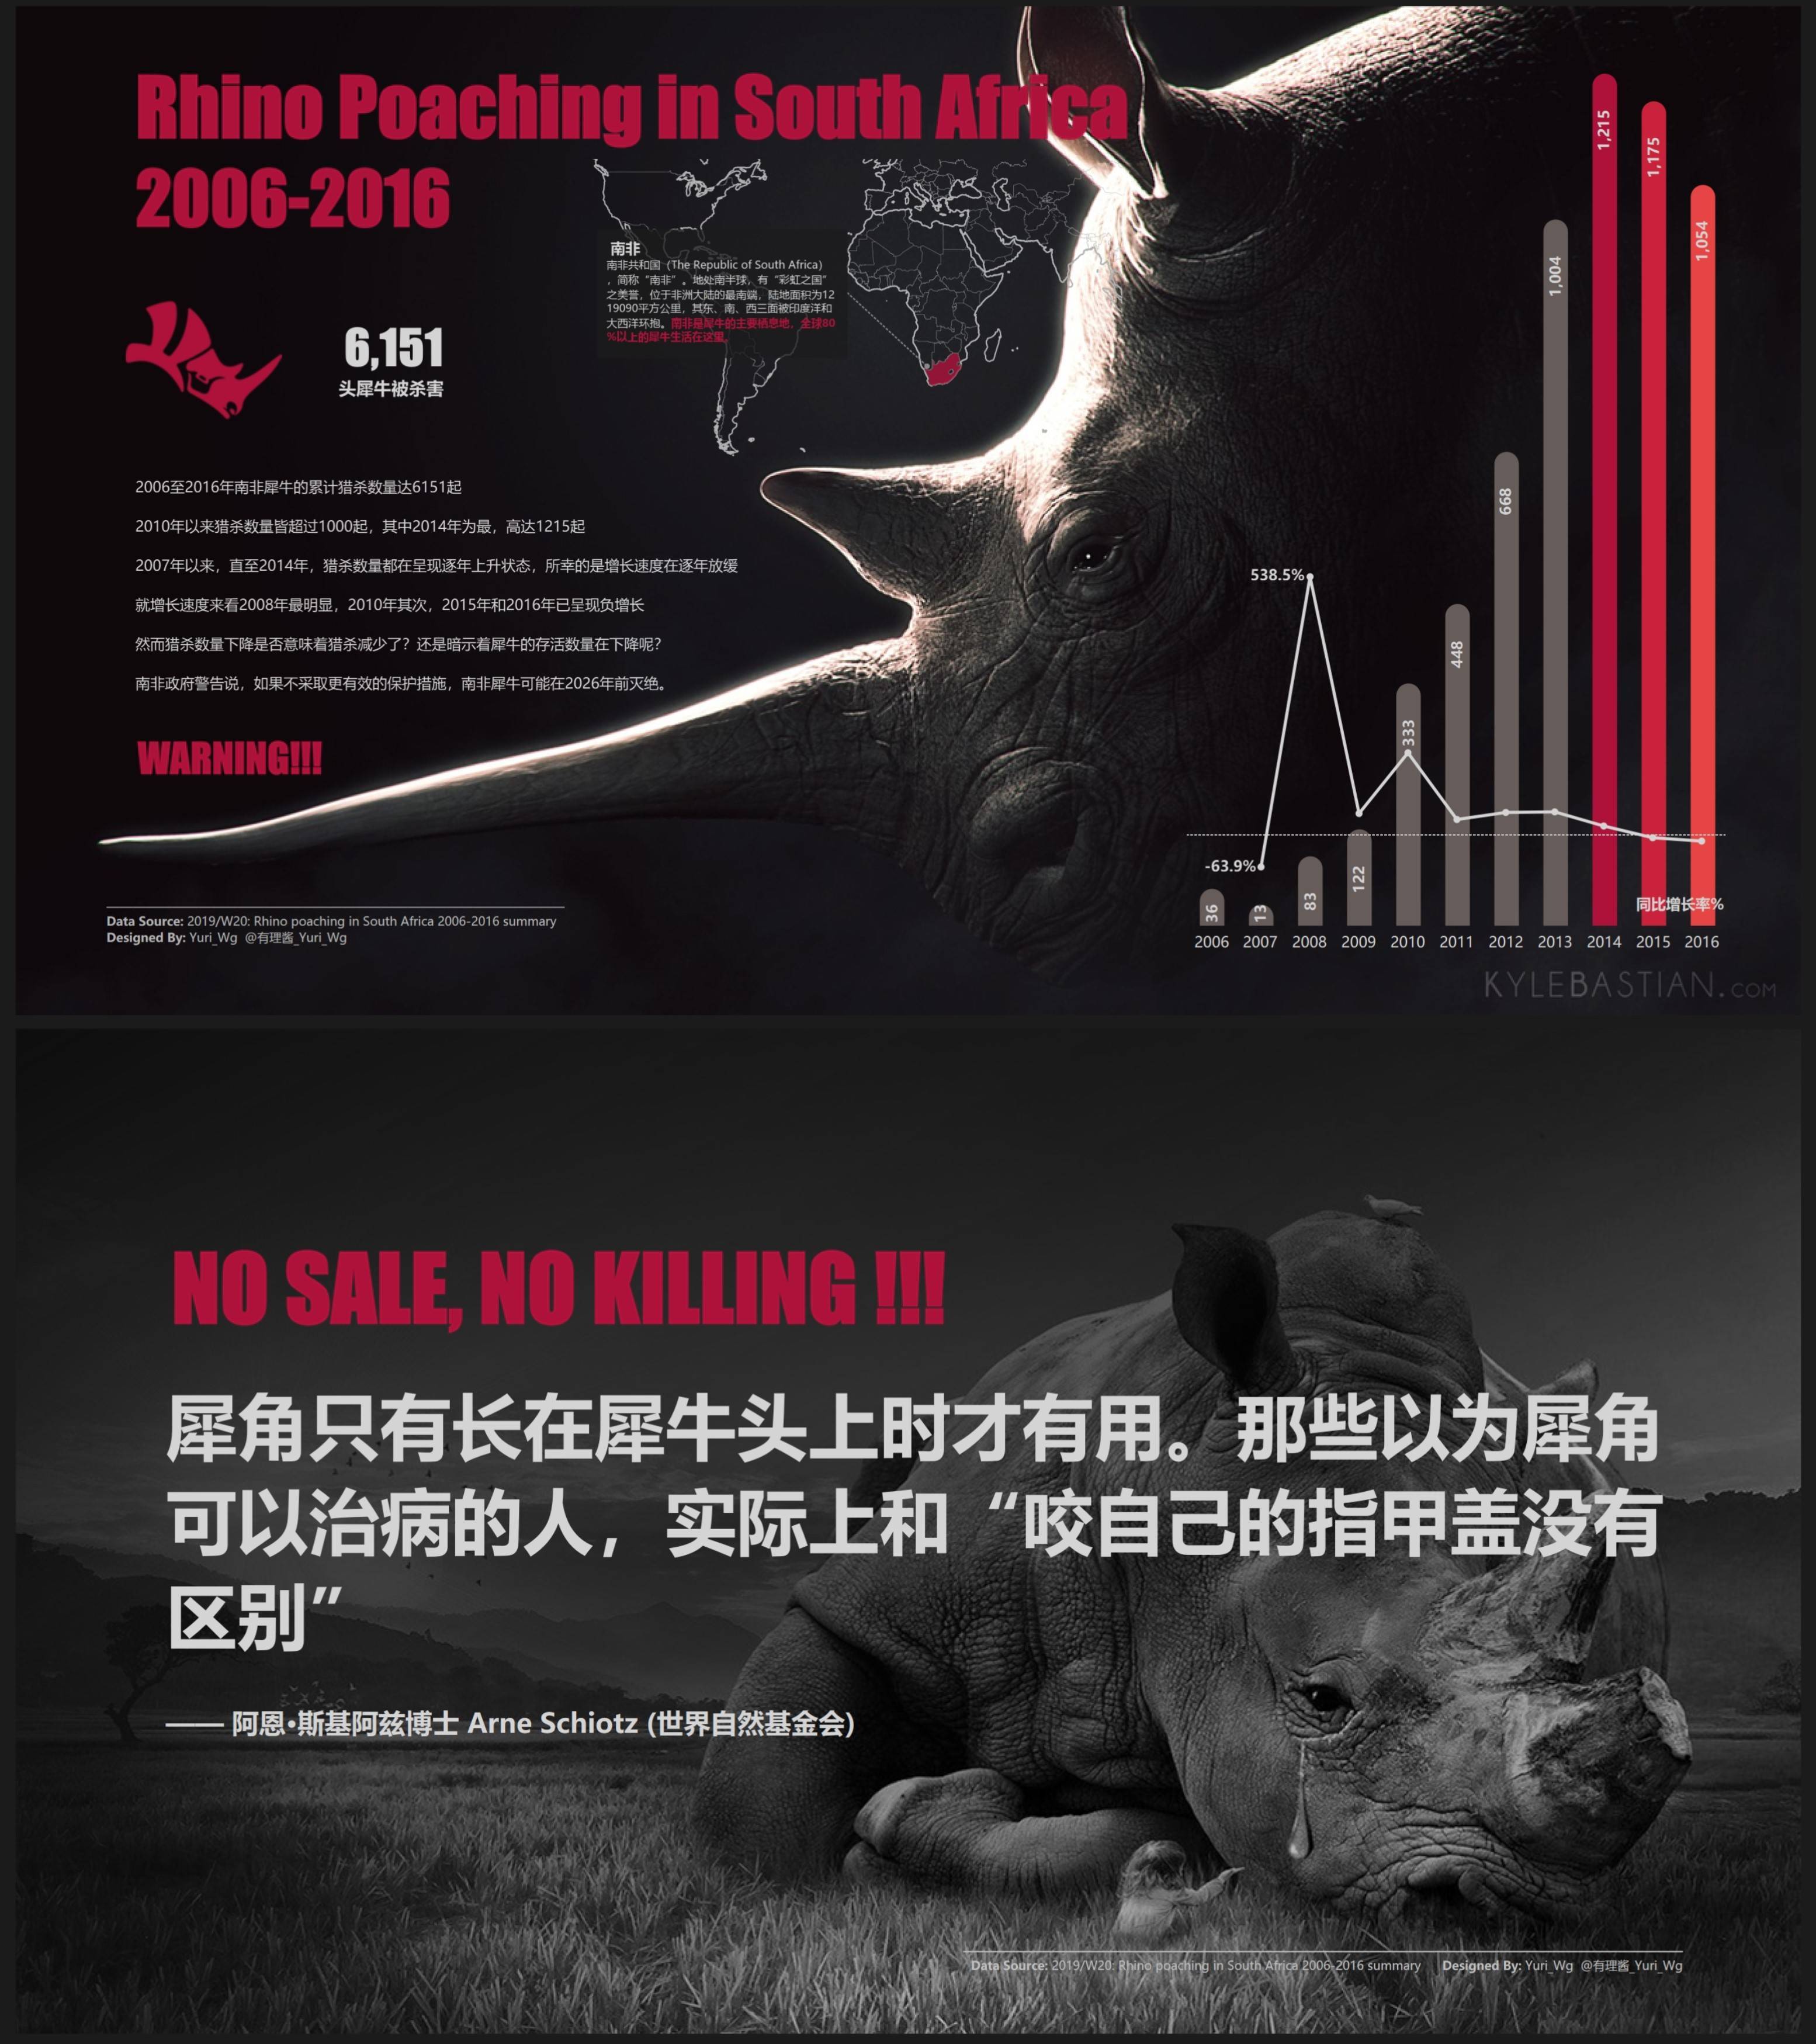 Rhino Poaching in South Africa
2006-2016
南非
南非共和国（The Republic of South Africa）
，简称“南非”。地处南半球，有“彩虹之国”
之美誉，位于非洲大陆的最南端，陆地面积为12
19090平方公里，其东、南、西三面被印度洋和
大西洋环抱。南非是犀牛的主要栖息地，全球80
%以上的犀牛生活在这里。
6,151
头犀牛被杀害
2006至2016年南非犀牛的累计猎杀数量达6151起
2010年以来猎杀数量皆超过1000起，其中2014年为最，高达1215起
2007年以来，直至2014年，猎杀数量都在呈现逐年上升状态，所幸的是增长速度在逐年放缓
就增长速度来看2008年最明显，2010年其次，2015年和2016年已呈现负增长
然而猎杀数量下降是否意味着猎杀减少了？还是暗示着犀牛的存活数量在下降呢？
南非政府警告说，如果不采取更有效的保护措施，南非犀牛可能在2026年前灭绝。
WARNING!!!
Data Source: 2019/W20: Rhino poaching in South Africa 2006-2016 summary
Designed By: Yuri_Wg @有理酱_Yuri_Wg
36
13
83
122
333
448
668
1,004
1,215
1,175
1,054
538.5%
-63.9%
同比增长率%
2006 2007 2008 2009 2010 2011 2012 2013 2014 2015 2016
KYLEBASTIAN.COM
NO SALE, NO KILLING !!!
犀角只有长在犀牛头上时才有用。那些以为犀角
可以治病的人，实际上和“咬自己的指甲盖没有
区别”
—— 阿恩•斯基阿兹博士 Arne Schiotz (世界自然基金会)
Data Source: 2019/W20: Rhino poaching in South Africa 2006-2016 summary Designed By: Yuri_Wg @有理酱_Yuri_Wg